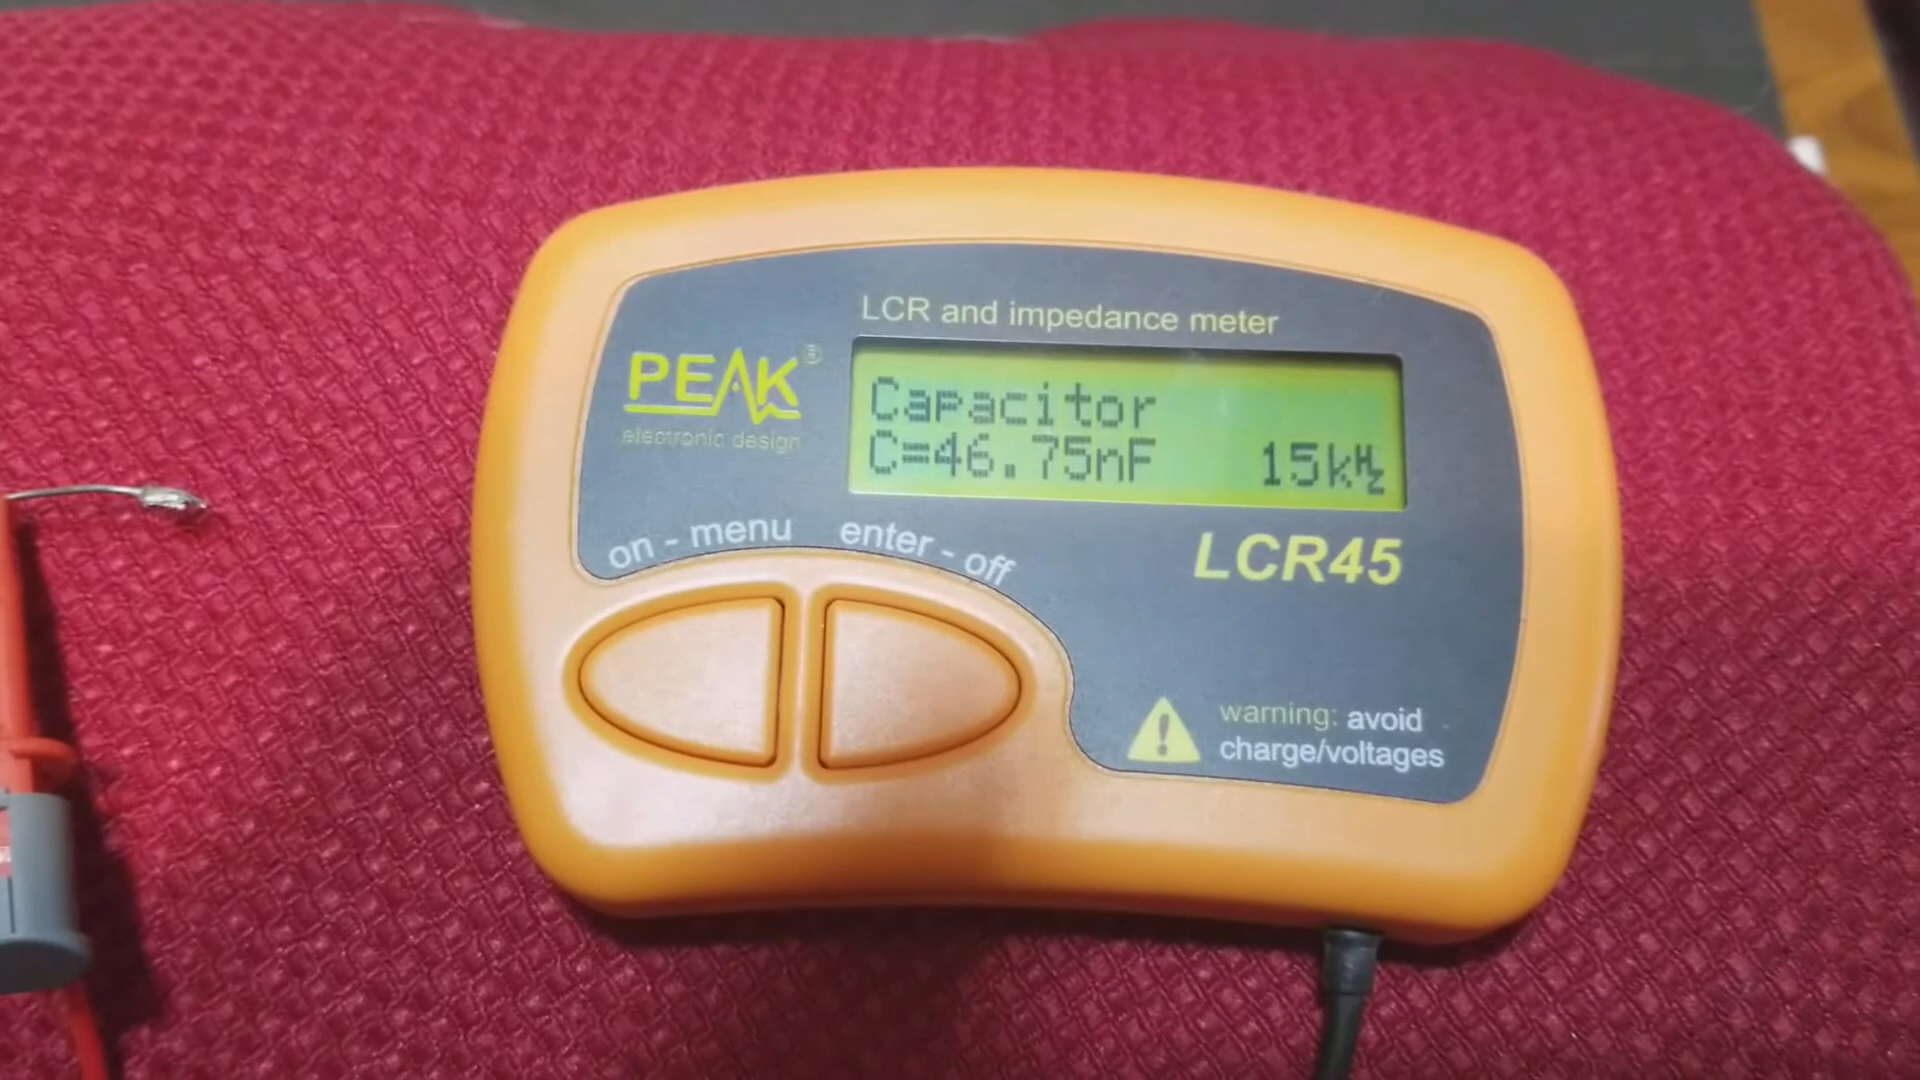 LCR and impedance meter
PEAK®
electronic design
Capacitor
C=46.75nF 15kHz
on - menu enter - off
LCR45
warning: avoid
charge/voltages